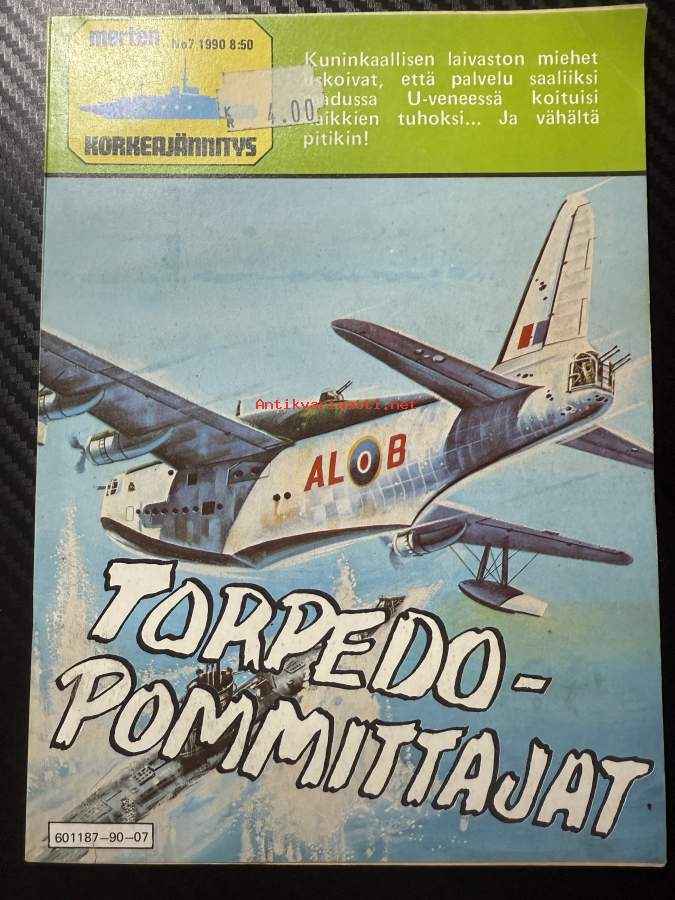 merten No7 1990 8:50
KORKEAJÄNNITYS
4.00
Kuninkaallisen laivaston miehet
uskoivat, että palvelu saaliiksi
saadussa U-veneessä koituisi
kaikkien tuhoksi... Ja vähältä
pitikin!
Antikvariaatti.net
AL B
TORPEDO-
POMMITTAJAT
601187-90-07